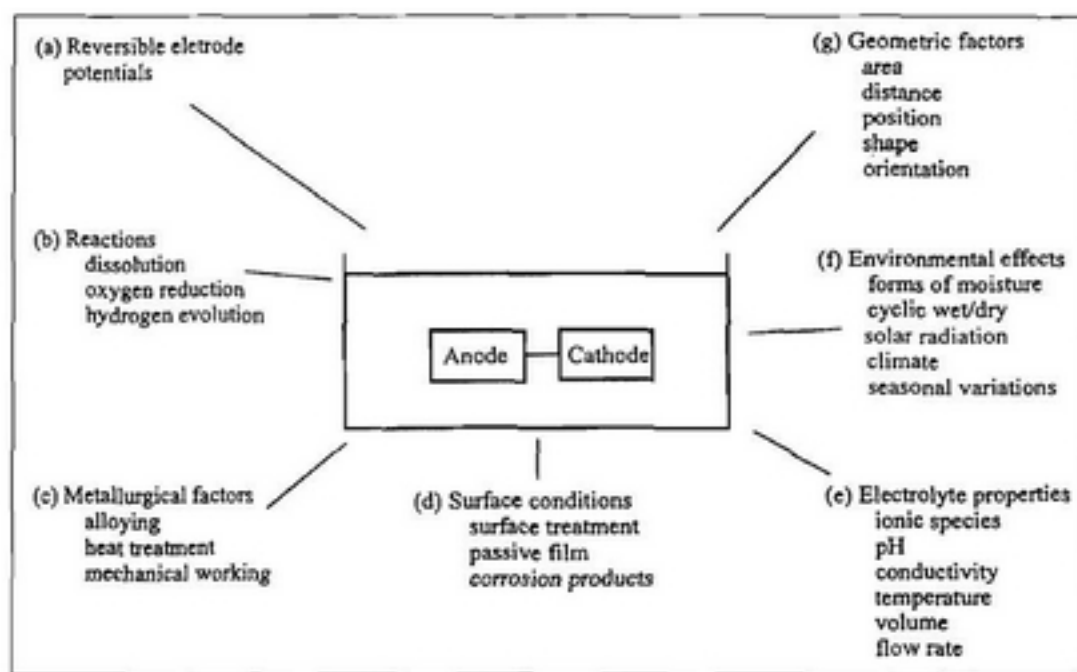 (a) Reversible eletrode
potentials
(b) Reactions
dissolution
oxygen reduction
hydrogen evolution
(c) Metallurgical factors
alloying
heat treatment
mechanical working
Anode
Cathode
(d) Surface conditions
surface treatment
passive film
corrosion products
(g) Geometric factors
area
distance
position
shape
orientation
(f) Environmental effects
forms of moisture
cyclic wet/dry
solar radiation
climate
seasonal variations
(e) Electrolyte properties
ionic species
pH
conductivity
temperature
volume
flow rate